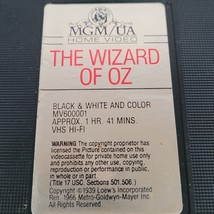 MGM/UA
HOME VIDEO
THE WIZARD
OF OZ
BLACK & WHITE AND COLOR
MV600001
APPROX. 1 HR. 41 MINS.
VHS HI-FI
WARNING The copyright proprietor has
licensed the Picture contained on this
videocassette for private home use only
and prohibits any other use, copying,
reproduction or performance in public,
in whole or in part.
(Title 17 USC. Sections 501.506.)
Copyright ©1939 Loew's Incorporated
Ren. 1966 Metro-Goldwyn-Mayer Inc.
All